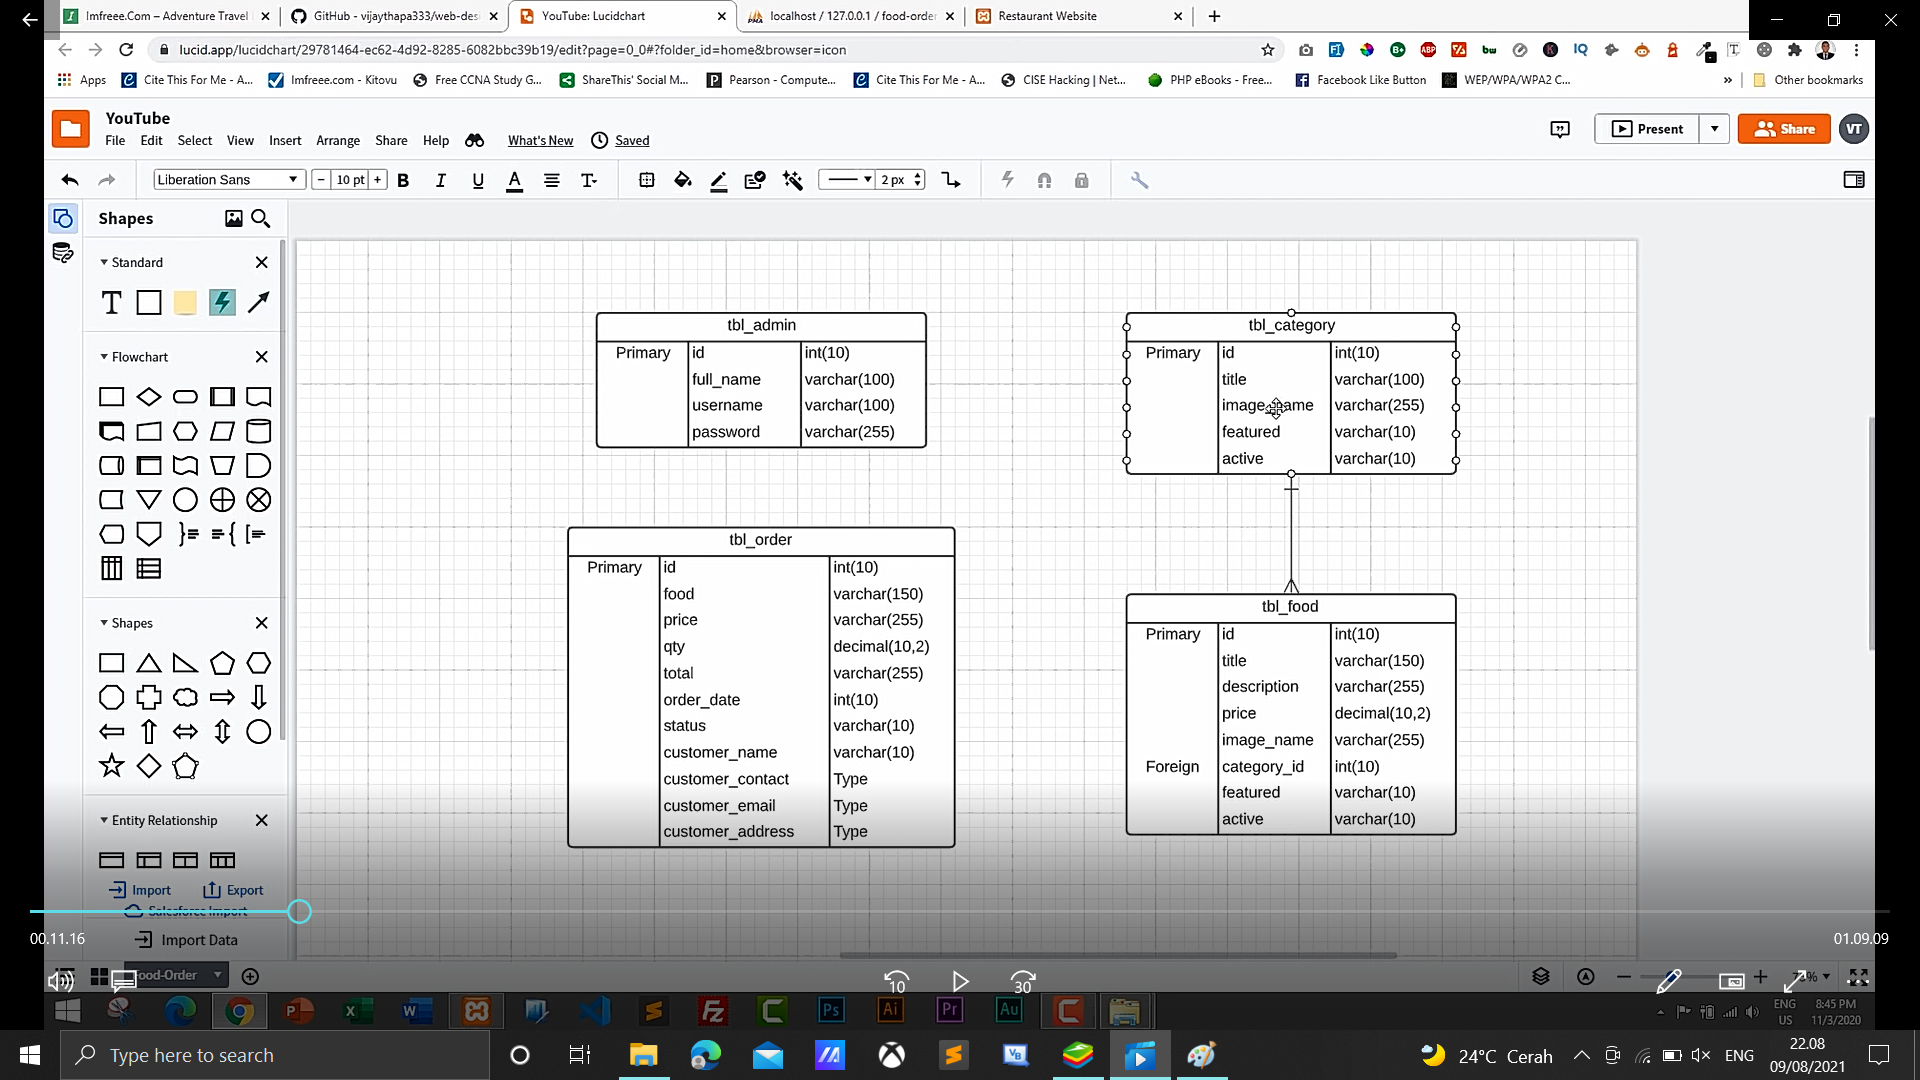 Imfreee.Com – Adventure Travel
GitHub - vijaythapa333/web-des
YouTube: Lucidchart
localhost / 127.0.0.1 / food-orde
Restaurant Website
lucid.app/lucidchart/29781464-ec62-4d92-8285-6082bbc39b19/edit?page=0_0#?folder_id=home&browser=icon
Apps
Cite This For Me - A...
Imfreee.com - Kitovu
Free CCNA Study G...
ShareThis' Social M...
Pearson - Compute...
Cite This For Me - A...
CISE Hacking | Net...
PHP eBooks - Free...
Facebook Like Button
WEP/WPA/WPA2 C...
Other bookmarks
YouTube
File Edit Select View Insert Arrange Share Help What's New Saved
Present
Share
VT
Liberation Sans
10 pt
2 px
Shapes
Standard
Flowchart
Shapes
Entity Relationship
Import
Export
Salesforce Import
Import Data
tbl_admin
Primary id int(10)
full_name varchar(100)
username varchar(100)
password varchar(255)
tbl_category
Primary id int(10)
title varchar(100)
image_name varchar(255)
featured varchar(10)
active varchar(10)
tbl_order
Primary id int(10)
food varchar(150)
price varchar(255)
qty decimal(10,2)
total varchar(255)
order_date int(10)
status varchar(10)
customer_name varchar(10)
customer_contact Type
customer_email Type
customer_address Type
tbl_food
Primary id int(10)
title varchar(150)
description varchar(255)
price decimal(10,2)
image_name varchar(255)
Foreign category_id int(10)
featured varchar(10)
active varchar(10)
00.11.16
01.09.09
Food-Order
10
30
ENG
US
8:45 PM
11/3/2020
Type here to search
24°C Cerah
ENG
22.08
09/08/2021